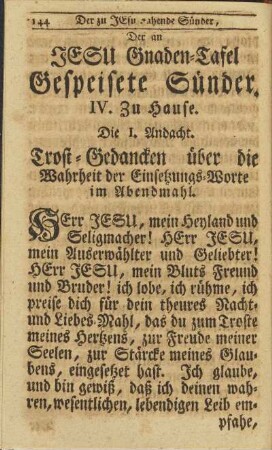 144 Der zu JEsu nahende Sünder,
Der an
JESU Gnaden-Tafel
Gespeisete Sünder.
IV. Zu Hause.
Die I. Andacht.
Trost-Gedancken über die
Wahrheit der Einsetzungs-Worte
im Abendmahl.
HErr JESU, mein Heyland und
Seligmacher! HErr JESU,
mein Auserwählter und Geliebter!
HErr JESU, mein Bluts Freund
und Bruder! ich lobe, ich rühme, ich
preise dich für dein theures Nacht-
und Liebes-Mahl, das du zum Troste
meines Hertzens, zur Freude meiner
Seelen, zur Stärcke meines Glau-
bens, eingesetzet hast. Ich glaube,
und bin gewiß, daß ich deinen wah-
ren, wesentlichen, lebendigen Leib em-
pfahe,